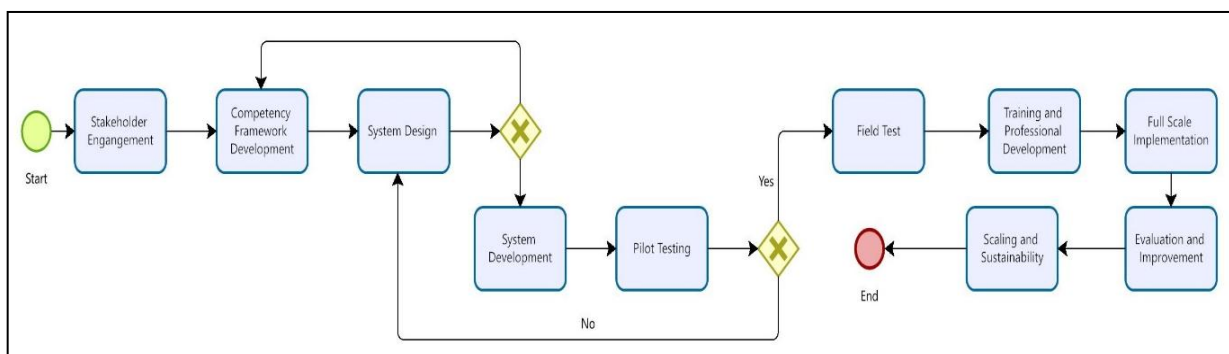 Start
Stakeholder
Engangement
Competency
Framework
Development
System Design
System
Development
Pilot Testing
Yes
No
Field Test
Training and
Professional
Development
Full Scale
Implementation
Evaluation and
Improvement
Scaling and
Sustainability
End